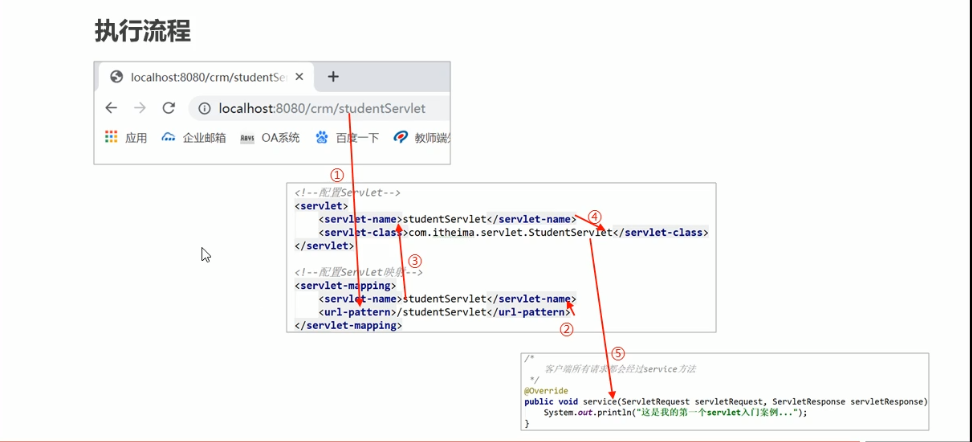 执行流程
localhost:8080/crm/studentSe
localhost:8080/crm/studentServlet
应用 企业邮箱 OA系统 百度一下 教师端
①
<!--配置Servlet-->
<servlet>
<servlet-name>studentServlet</servlet-name>
④
<servlet-class>com.itheima.servlet.StudentServlet</servlet-class>
</servlet>
③
<!--配置Servlet映射-->
<servlet-mapping>
<servlet-name>studentServlet</servlet-name>
<url-pattern>/studentServlet</url-pattern>
</servlet-mapping>
②
⑤
/*
客户端所有请求都会经过service方法
*/
@Override
public void service(ServletRequest servletRequest, ServletResponse servletResponse)
System.out.println("这是我的第一个servlet入门案例...");
}